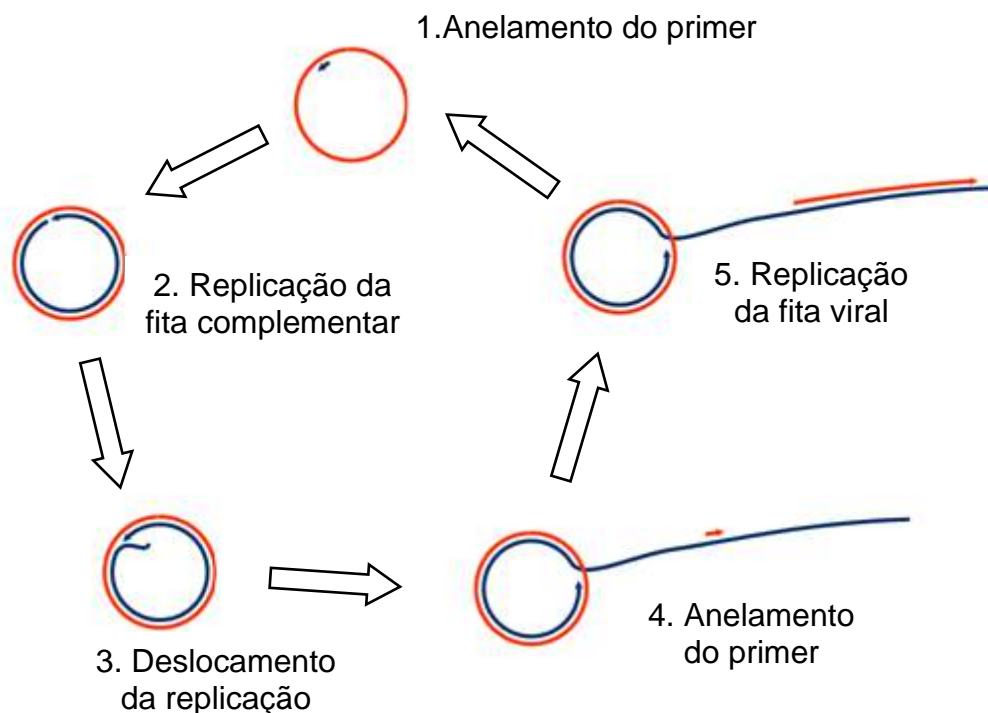 1.Anelamento do primer
2. Replicação da
fita complementar
3. Deslocamento
da replicação
4. Anelamento
do primer
5. Replicação
da fita viral